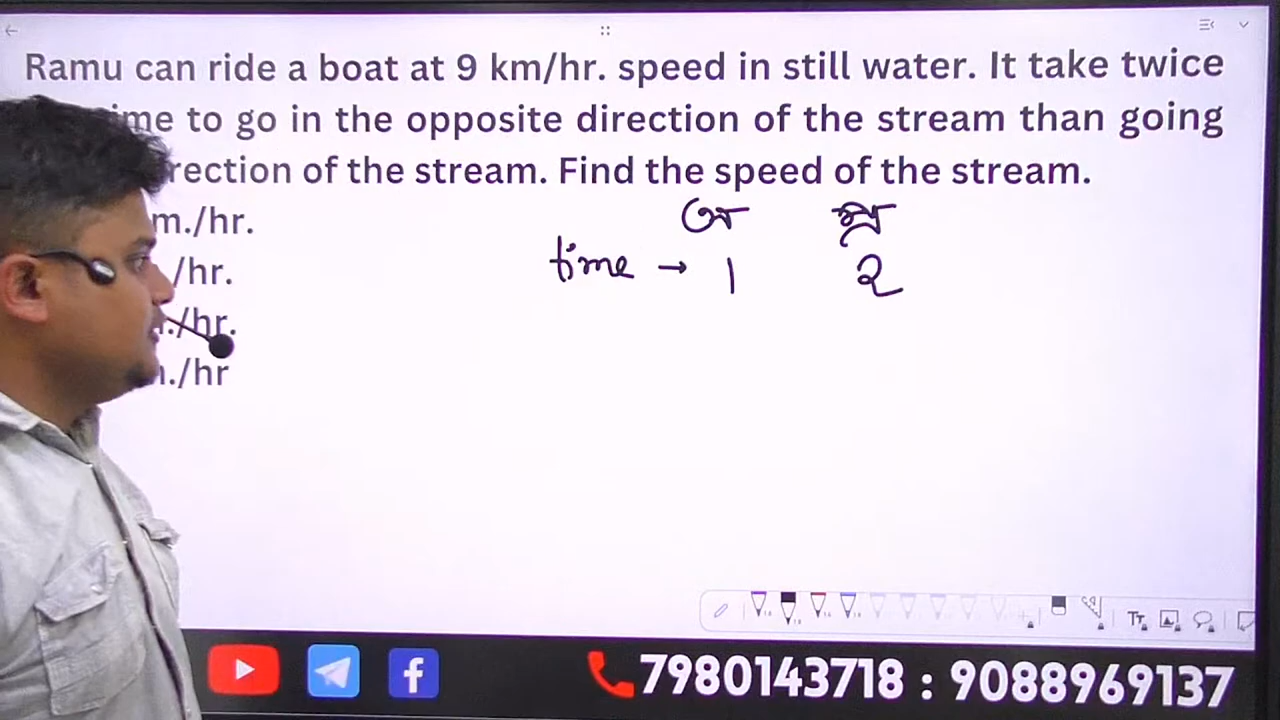 Ramu can ride a boat at 9 km/hr. speed in still water. It take twice
to go in the opposite direction of the stream than going
of the stream. Find the speed of the stream.
m./hr.
/hr.
./hr.
./hr
time → 1 2
7980143718 : 9088969137